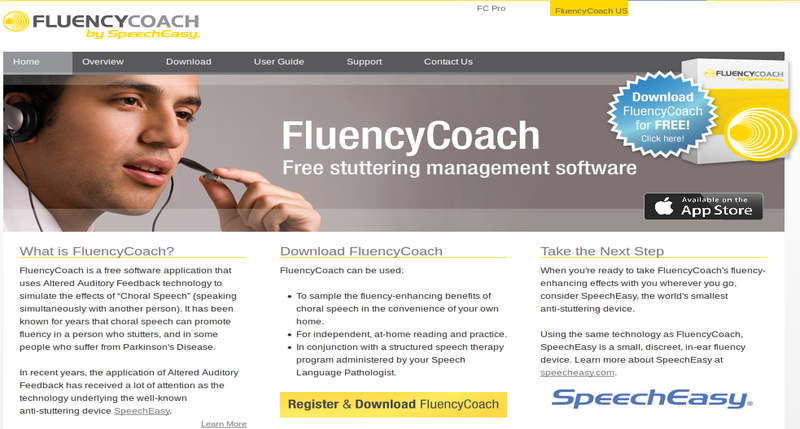 FC Pro
FluencyCoach US
FLUENCYCOACH
by SpeechEasy.
Home
Overview
Download
User Guide
Support
Contact Us
FluencyCoach
Free stuttering management software
Download
FluencyCoach
for FREE!
Click here!
FLUENCYCOACH
by SpeechEasy.
Available on the
App Store
What is FluencyCoach?
FluencyCoach is a free software application that
uses Altered Auditory Feedback technology to
simulate the effects of “Choral Speech” (speaking
simultaneously with another person). It has been
known for years that choral speech can promote
fluency in a person who stutters, and in some
people who suffer from Parkinson's Disease.
In recent years, the application of Altered Auditory
Feedback has received a lot of attention as the
technology underlying the well-known
anti-stuttering device SpeechEasy.
Learn More
Download FluencyCoach
FluencyCoach can be used:
• To sample the fluency-enhancing benefits of
choral speech in the convenience of your own
home.
• For independent, at-home reading and practice.
• In conjunction with a structured speech therapy
program administered by your Speech
Language Pathologist.
Register & Download FluencyCoach
Take the Next Step
When you're ready to take FluencyCoach's fluency-
enhancing effects with you wherever you go,
consider SpeechEasy, the world's smallest
anti-stuttering device.
Using the same technology as FluencyCoach,
SpeechEasy is a small, discreet, in-ear fluency
device. Learn more about SpeechEasy at
speecheasy.com.
SpeechEasy®